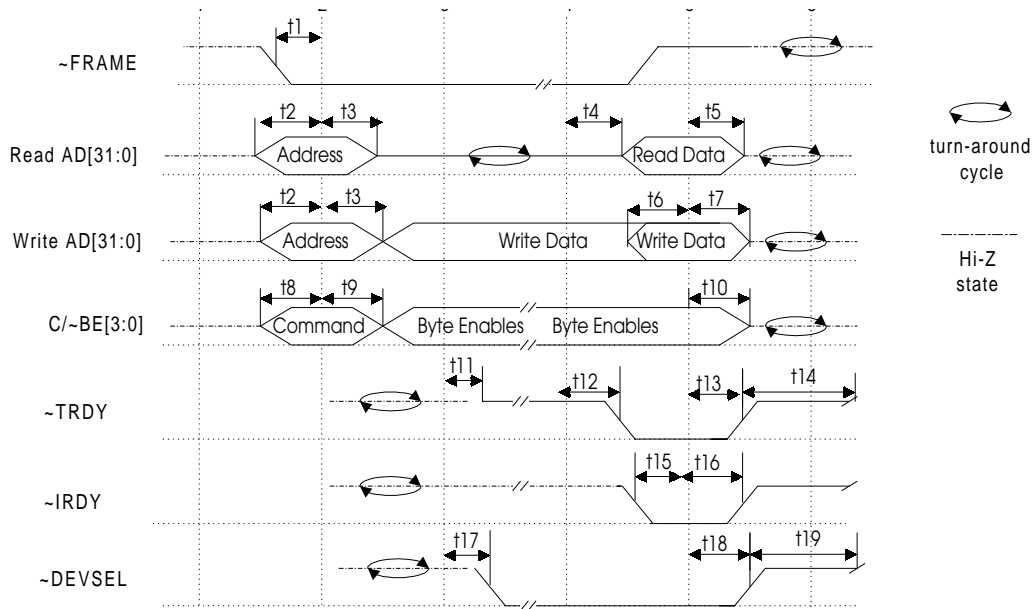 t1
~FRAME
t2 t3 t4 t5
Read AD[31:0] Address Read Data
turn-around
cycle
t2 t3 t6 t7
Write AD[31:0] Address Write Data Write Data
Hi-Z
state
t8 t9 t10
C/~BE[3:0] Command Byte Enables Byte Enables
t11 t12 t13 t14
~TRDY
t15 t16
~IRDY
t17 t18 t19
~DEVSEL